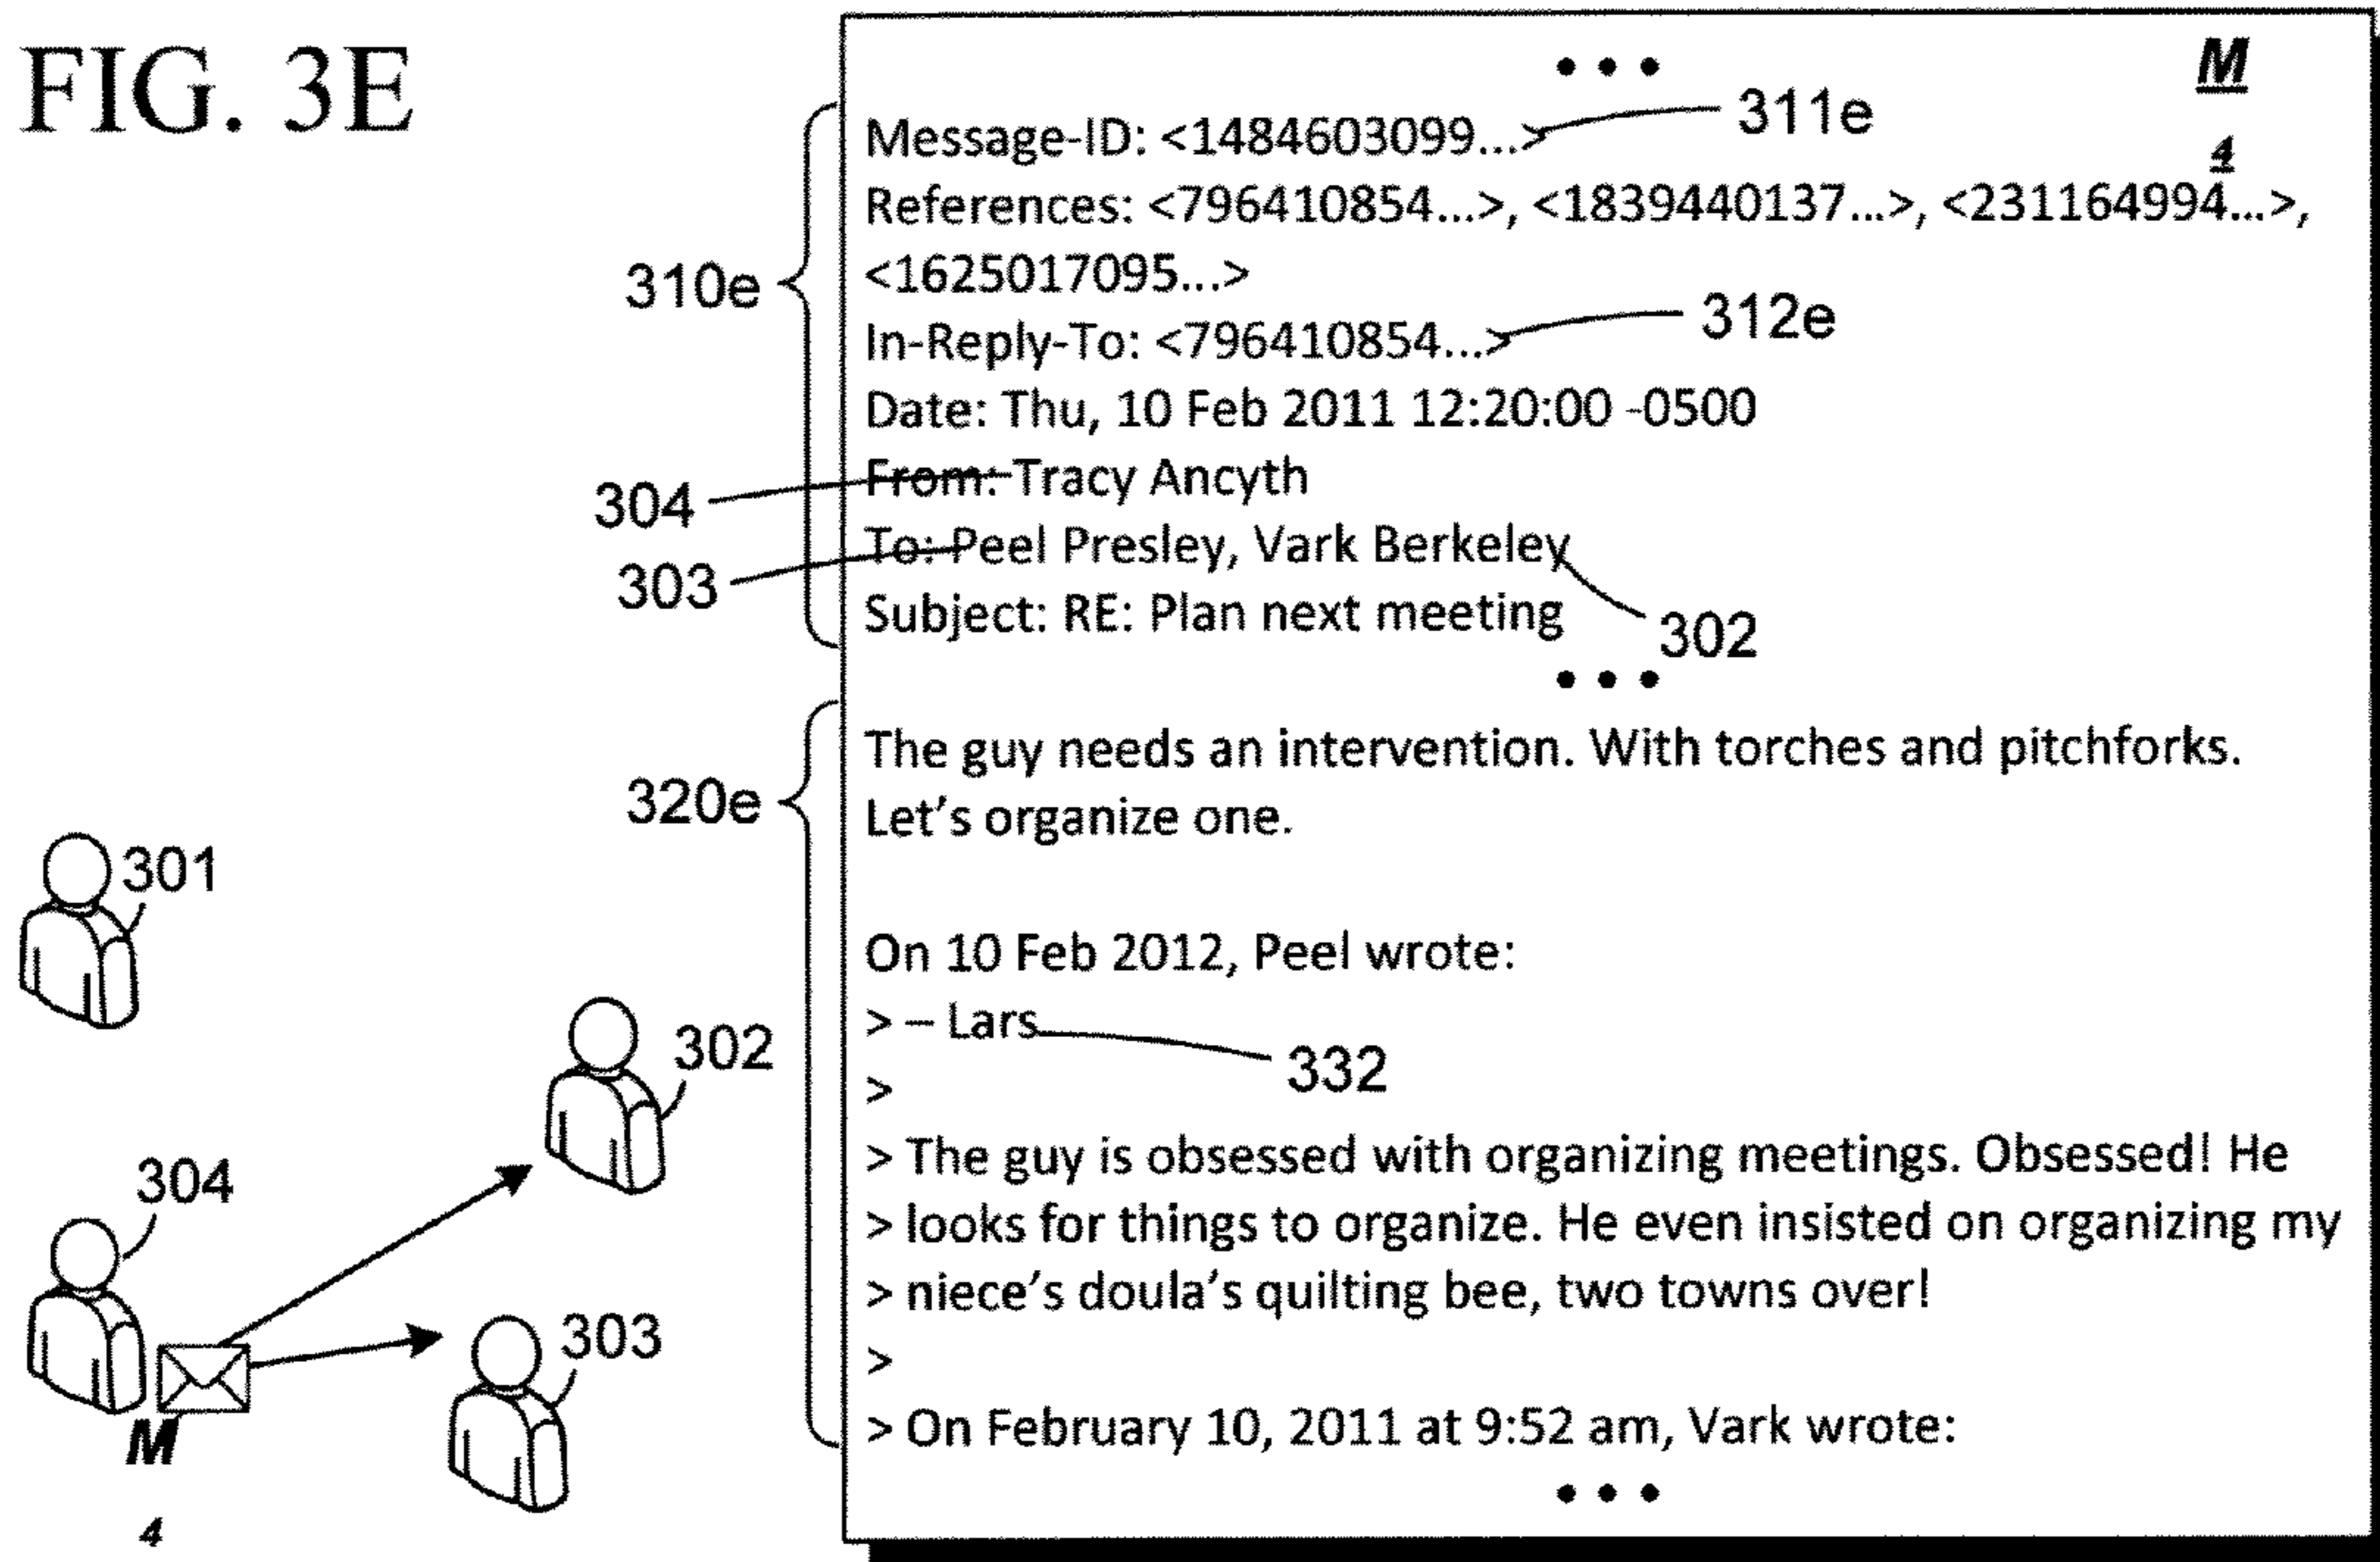 FIG. 3E
• • •
M
4
Message-ID: <1484603099...>
311e
References: <796410854...>, <1839440137...>, <231164994...>,
<1625017095...>
310e
In-Reply-To: <796410854...>
312e
Date: Thu, 10 Feb 2011 12:20:00 -0500
From: Tracy Ancyth
304
To: Peel Presley, Vark Berkeley
303
Subject: RE: Plan next meeting
302
• • •
The guy needs an intervention. With torches and pitchforks.
320e
Let’s organize one.
301
On 10 Feb 2012, Peel wrote:
> – Lars
302
332
>
> The guy is obsessed with organizing meetings. Obsessed! He
304
> looks for things to organize. He even insisted on organizing my
> niece’s doula’s quilting bee, two towns over!
303
>
> On February 10, 2011 at 9:52 am, Vark wrote:
M
4
• • •